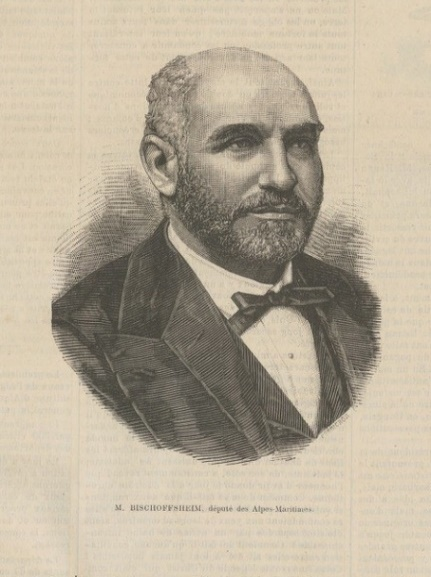 M. BISCHOFFSHEIM, député des Alpes-Maritimes.